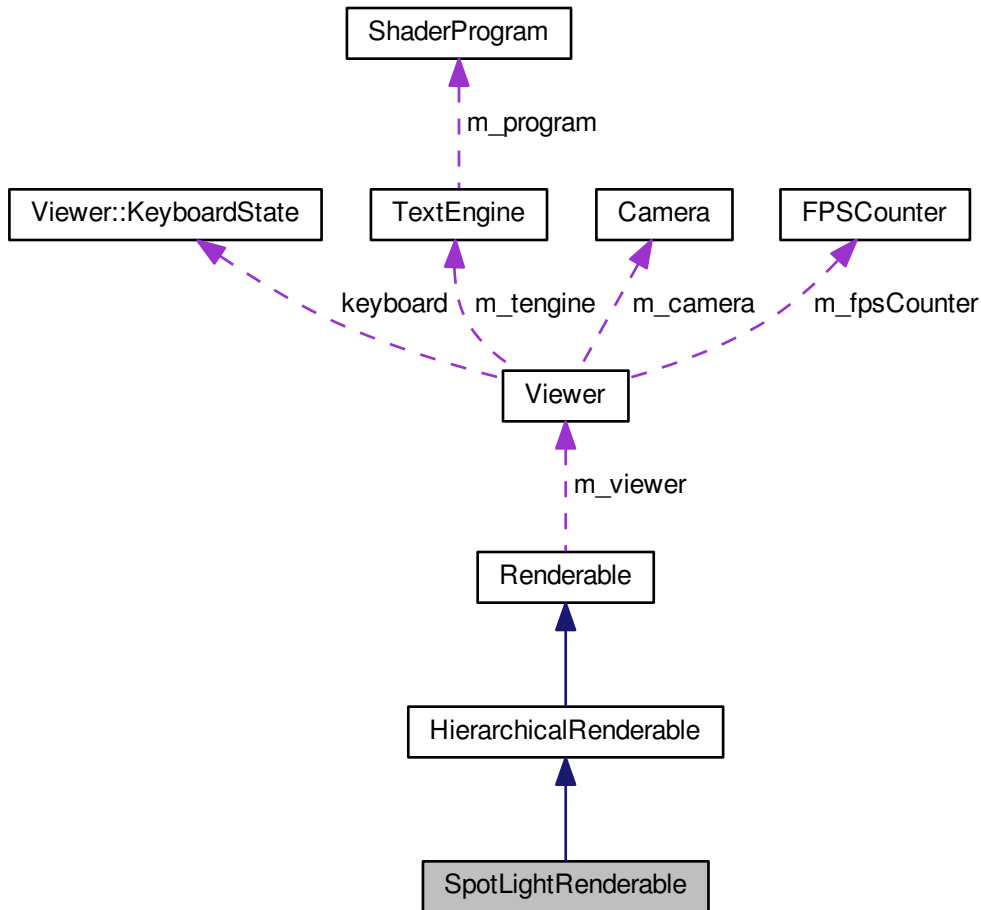 ShaderProgram
m_program
Viewer::KeyboardState
TextEngine
Camera
FPSCounter
keyboard
m_tengine
m_camera
m_fpsCounter
Viewer
m_viewer
Renderable
HierarchicalRenderable
SpotLightRenderable